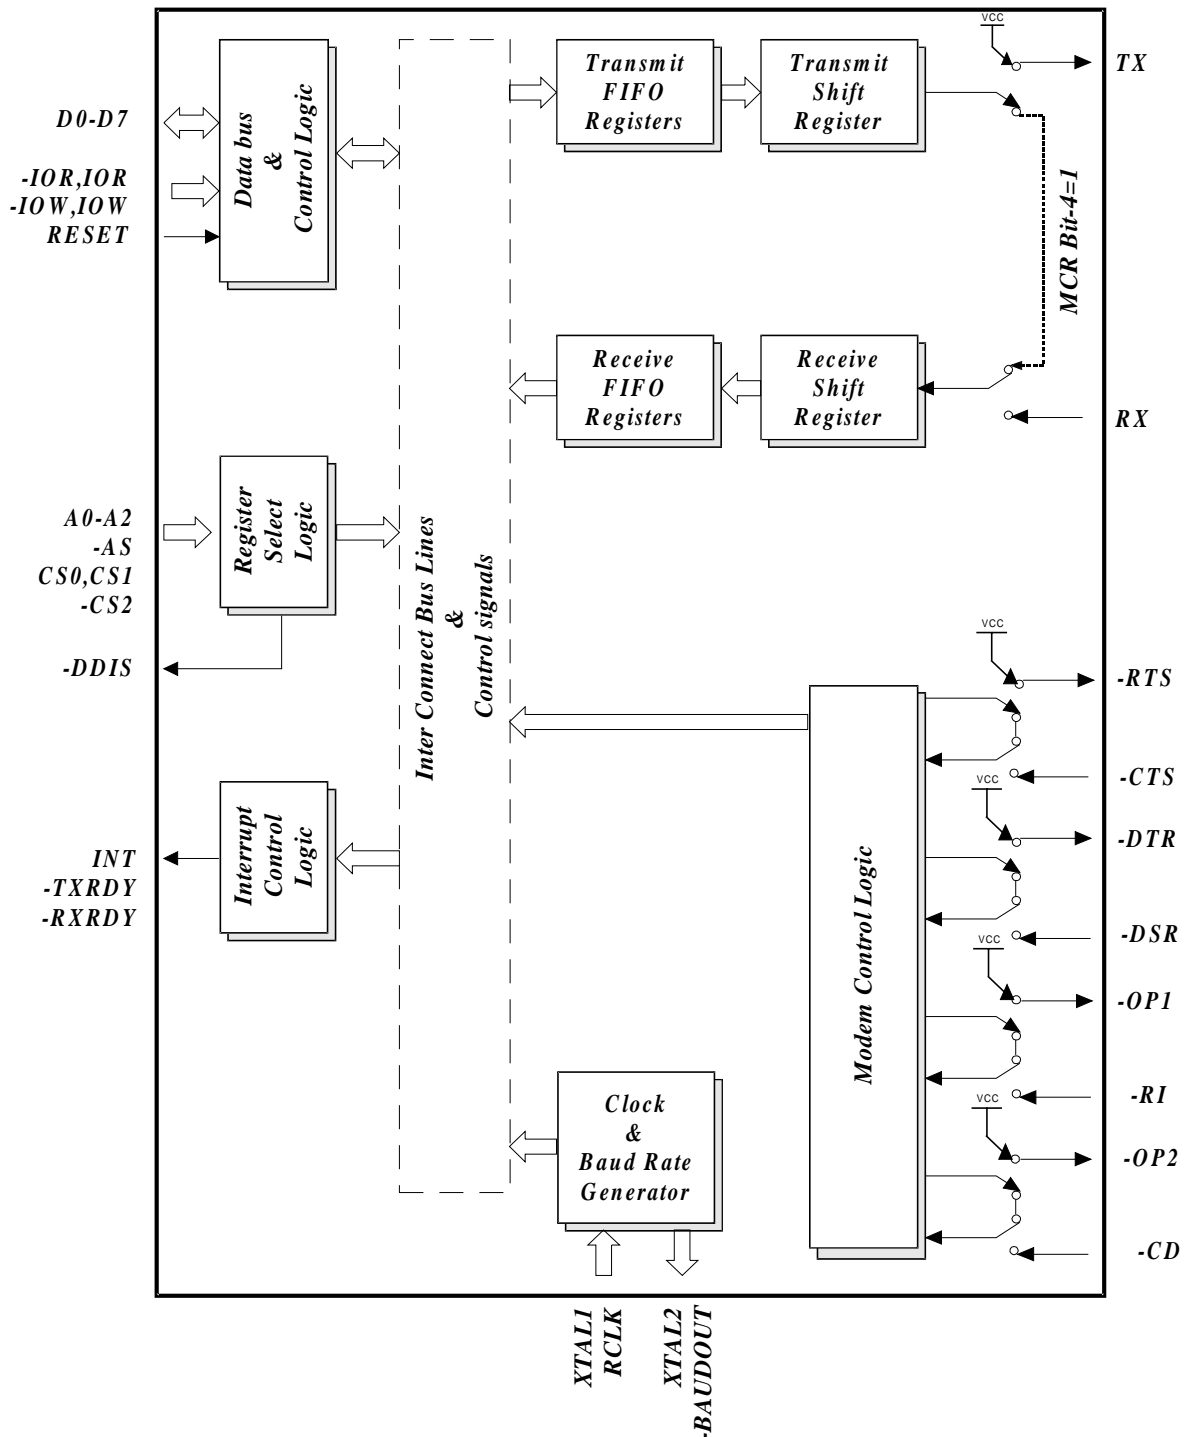 D0-D7
-IOR,IOR
-IOW,IOW
RESET
Data bus
&
Control Logic
A0-A2
-AS
CS0,CS1
-CS2
-DDIS
Register
Select
Logic
INT
-TXRDY
-RXRDY
Interrupt
Control
Logic
Inter Connect Bus Lines
&
Control signals
Transmit
FIFO
Registers
Transmit
Shift
Register
Receive
FIFO
Registers
Receive
Shift
Register
VCC
TX
MCR Bit-4=1
RX
Modem Control Logic
VCC
-RTS
-CTS
VCC
-DTR
-DSR
VCC
-OP1
-RI
VCC
-OP2
-CD
Clock
&
Baud Rate
Generator
XTAL1
RCLK
XTAL2
-BAUDOUT